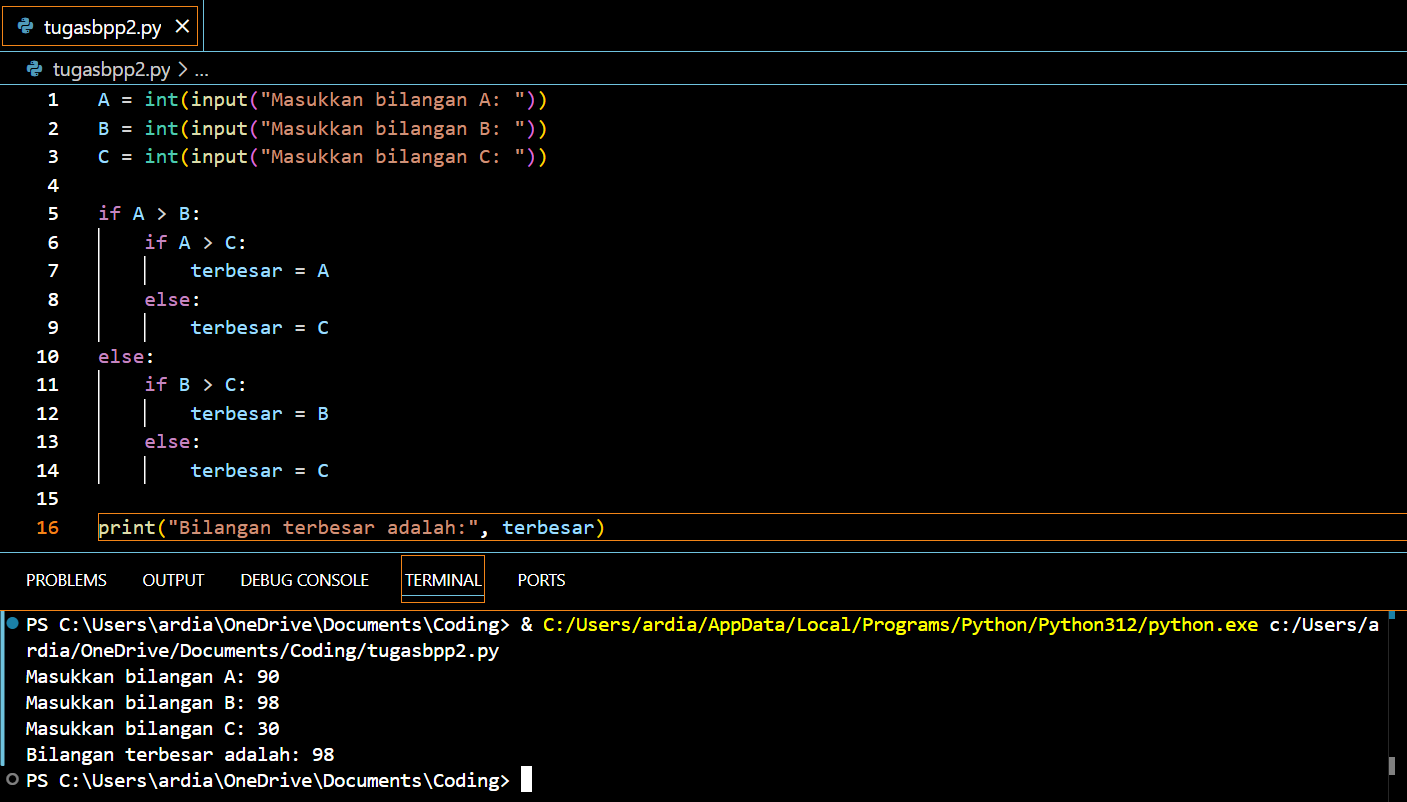 tugasbpp2.py ×
tugasbpp2.py > ...
1 A = int(input("Masukkan bilangan A: "))
2 B = int(input("Masukkan bilangan B: "))
3 C = int(input("Masukkan bilangan C: "))
4
5 if A > B:
6     if A > C:
7         terbesar = A
8     else:
9         terbesar = C
10 else:
11     if B > C:
12         terbesar = B
13     else:
14         terbesar = C
15
16 print("Bilangan terbesar adalah:", terbesar)
PROBLEMS OUTPUT DEBUG CONSOLE TERMINAL PORTS
PS C:\Users\ardia\OneDrive\Documents\Coding> & C:/Users/ardia/AppData/Local/Programs/Python/Python312/python.exe c:/Users/a
rdia/OneDrive/Documents/Coding/tugasbpp2.py
Masukkan bilangan A: 90
Masukkan bilangan B: 98
Masukkan bilangan C: 30
Bilangan terbesar adalah: 98
PS C:\Users\ardia\OneDrive\Documents\Coding>